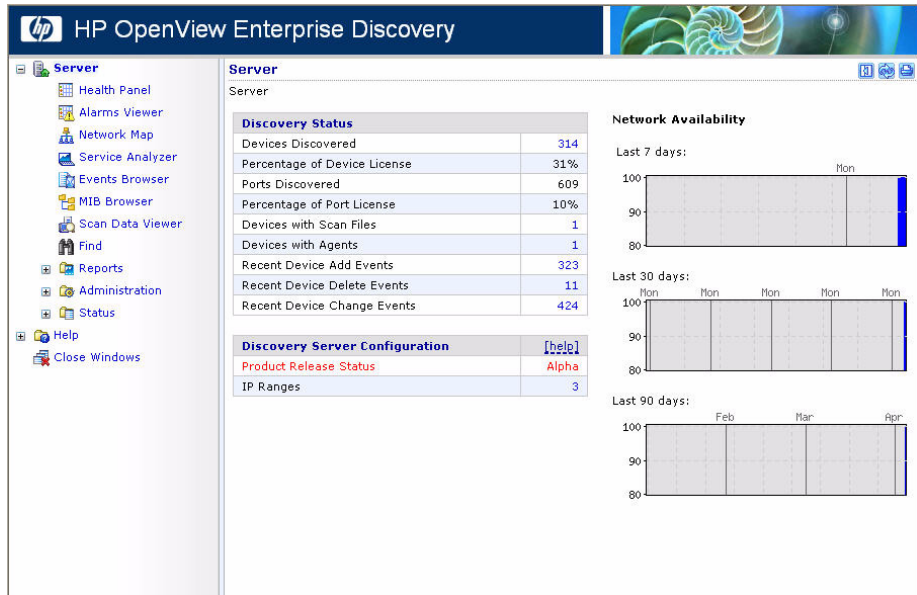 hp HP OpenView Enterprise Discovery
Server
Health Panel
Alarms Viewer
Network Map
Service Analyzer
Events Browser
MIB Browser
Scan Data Viewer
Find
Reports
Administration
Status
Help
Close Windows
Server
Server
Discovery Status
Devices Discovered 314
Percentage of Device License 31%
Ports Discovered 609
Percentage of Port License 10%
Devices with Scan Files 1
Devices with Agents 1
Recent Device Add Events 323
Recent Device Delete Events 11
Recent Device Change Events 424
Discovery Server Configuration [help]
Product Release Status Alpha
IP Ranges 3
Network Availability
Last 7 days:
Mon
100
90
80
Last 30 days:
Mon Mon Mon Mon Mon
100
90
80
Last 90 days:
Feb Mar Apr
100
90
80